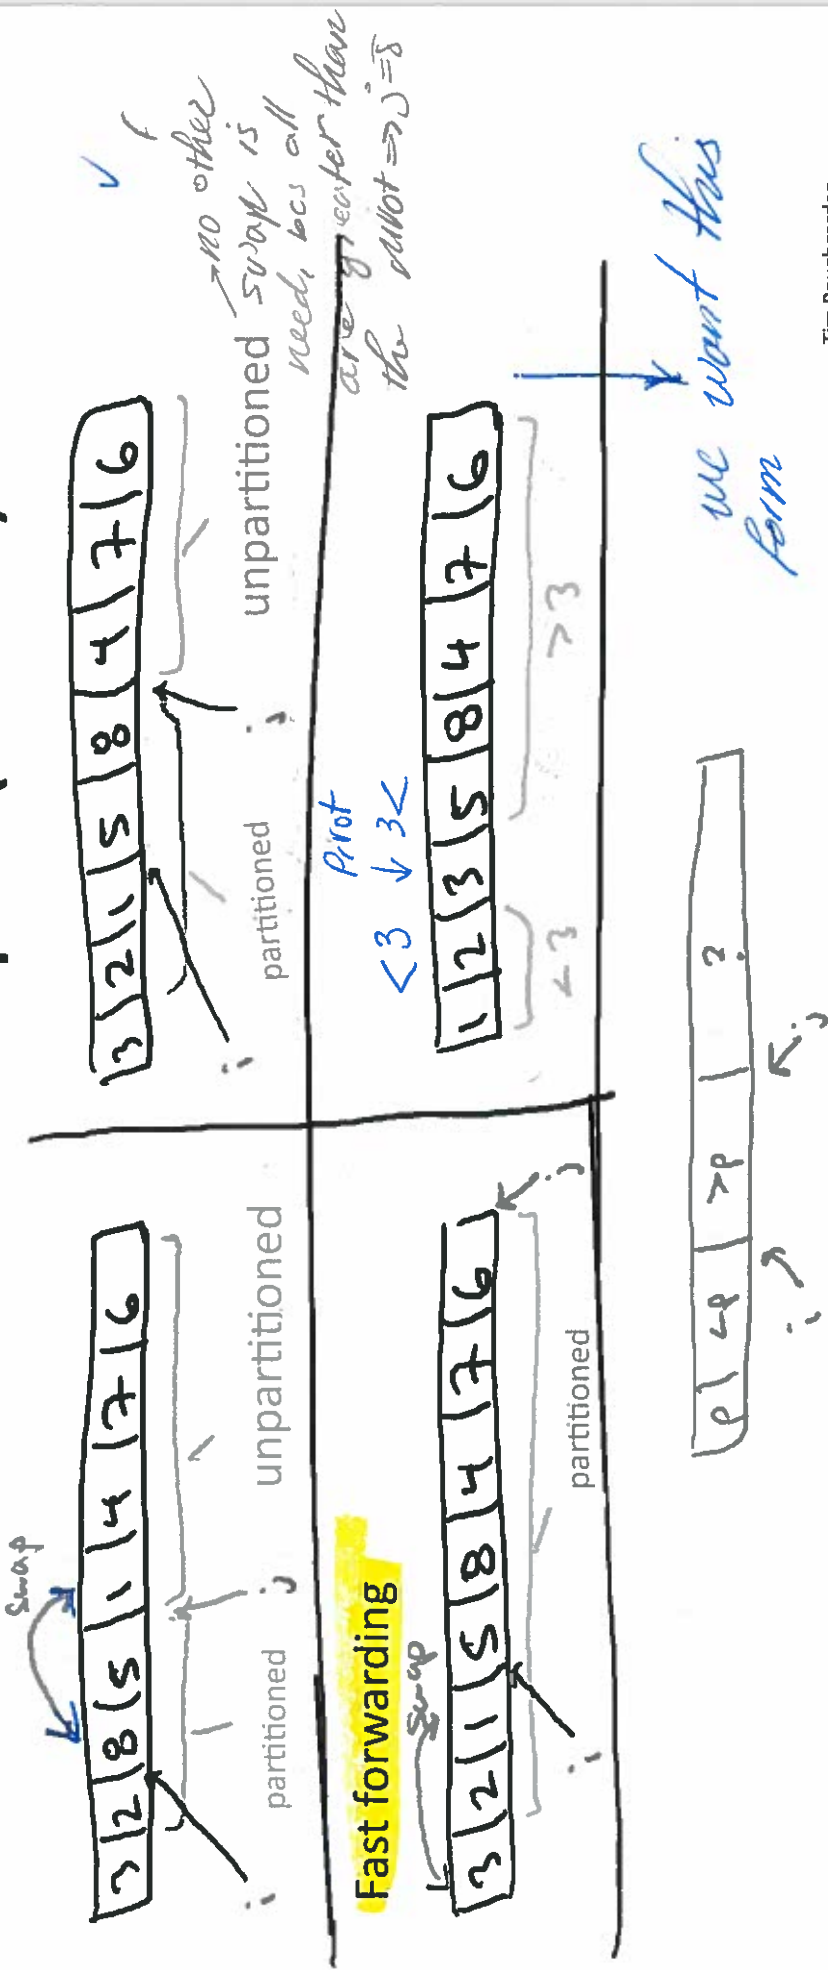 swap
3 | 2 | 8 | 5 | 1 | 4 | 7 | 6
i
j
partitioned
unpartitioned
3 | 2 | 1 | 5 | 8 | 4 | 7 | 6
i
j
partitioned
unpartitioned
→ no other
swap is
need, bcs all
are greater than
the pivot => j = 8
Fast forwarding
swap
3 | 2 | 1 | 5 | 8 | 4 | 7 | 6
i
j
partitioned
Pivot
<3 ↓ 3<
1 | 2 | 3 | 5 | 8 | 4 | 7 | 6
<3
>3
p | <p | >p | ?
i
j
we want this
form